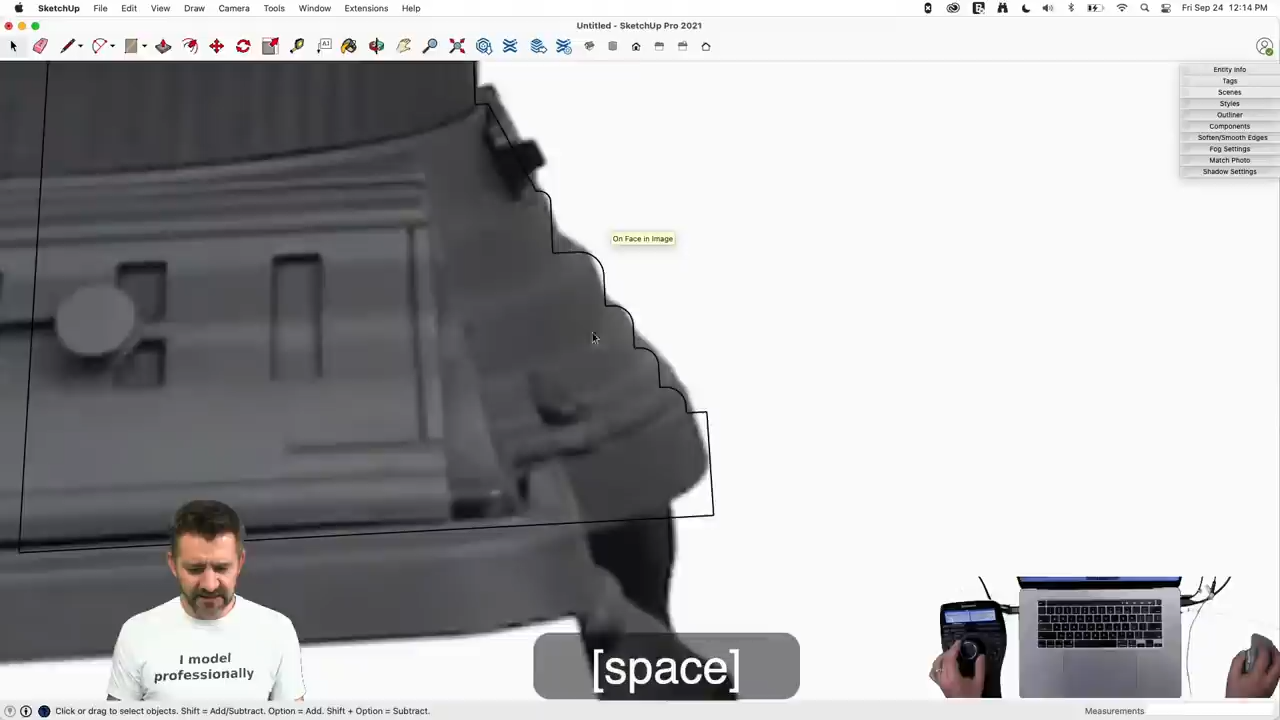 SketchUp File Edit View Draw Camera Tools Window Extensions Help
Fri Sep 24 12:14 PM
Untitled - SketchUp Pro 2021
Entity Info
Tags
Scenes
Styles
Outliner
Components
Soften/Smooth Edges
Fog Settings
Match Photo
Shadow Settings
On Face in Image
I model
professionally
[space]
Click or drag to select objects. Shift = Add/Subtract. Option = Add. Shift + Option = Subtract.
Measurements